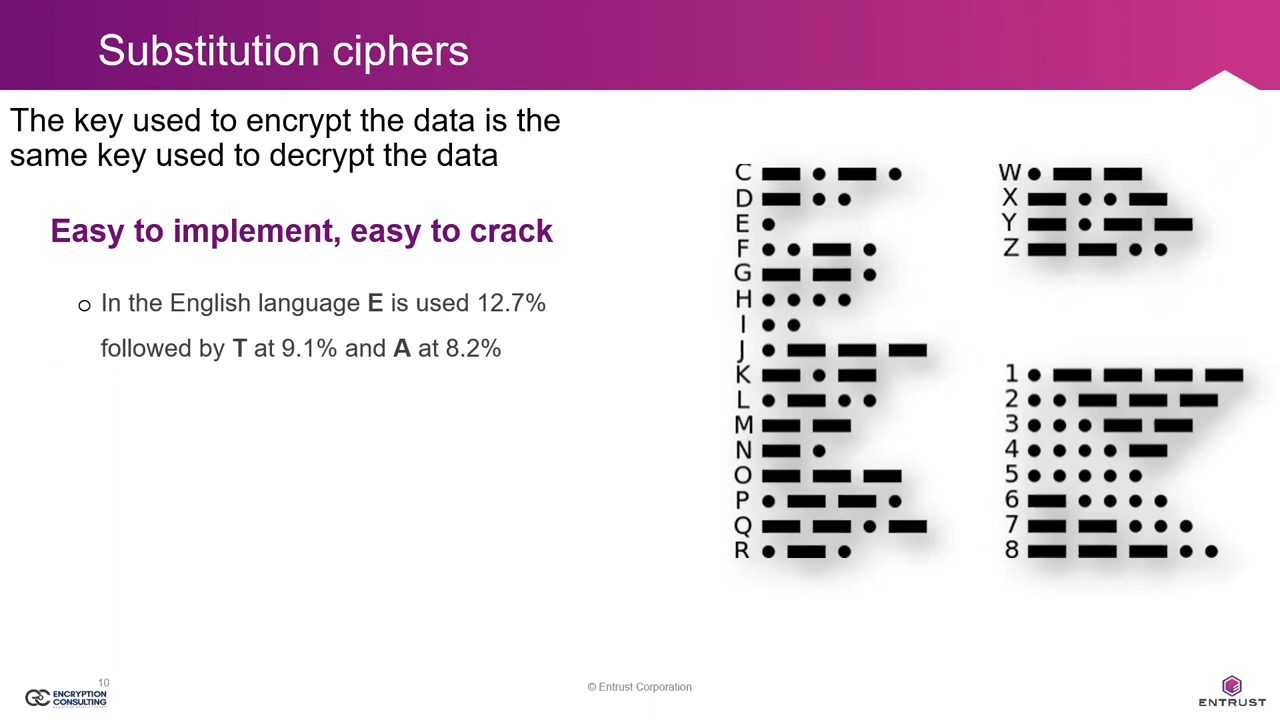 Substitution ciphers
The key used to encrypt the data is the
same key used to decrypt the data
Easy to implement, easy to crack
In the English language E is used 12.7%
followed by T at 9.1% and A at 8.2%
C
D
E
F
G
H
I
J
K
L
M
N
O
P
Q
R
W
X
Y
Z
1
2
3
4
5
6
7
8
10
ENCRYPTION
CONSULTING
© Entrust Corporation
ENTRUST